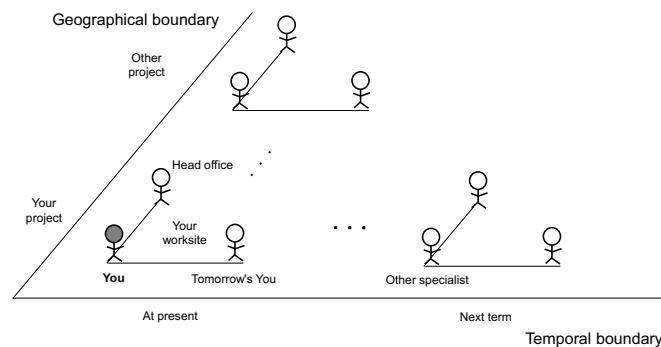 Geographical boundary
Other
project
Head office
Your
project
Your
worksite
You
Tomorrow's You
Other specialist
At present
Next term
Temporal boundary